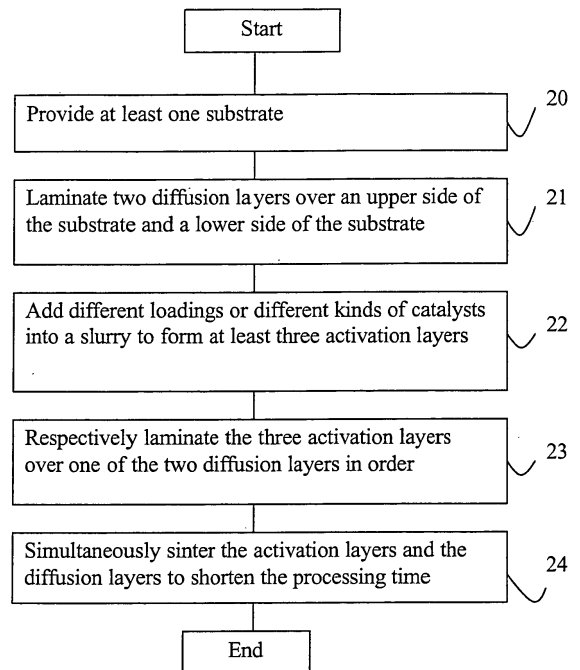 Start
Provide at least one substrate
20
Laminate two diffusion layers over an upper side of
the substrate and a lower side of the substrate
21
Add different loadings or different kinds of catalysts
into a slurry to form at least three activation layers
22
Respectively laminate the three activation layers
over one of the two diffusion layers in order
23
Simultaneously sinter the activation layers and the
diffusion layers to shorten the processing time
24
End